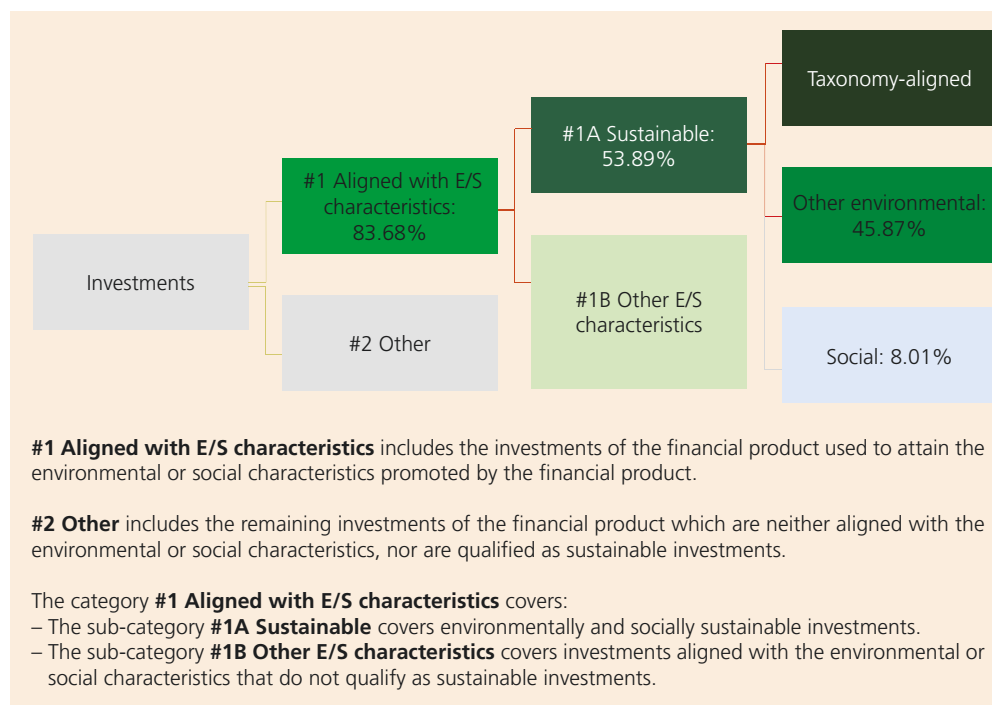 Taxonomy-aligned
#1A Sustainable:
53.89%
#1 Aligned with E/S
characteristics:
83.68%
Other environmental:
45.87%
Investments
#1B Other E/S
characteristics
#2 Other
Social: 8.01%
#1 Aligned with E/S characteristics includes the investments of the financial product used to attain the
environmental or social characteristics promoted by the financial product.
#2 Other includes the remaining investments of the financial product which are neither aligned with the
environmental or social characteristics, nor are qualified as sustainable investments.
The category #1 Aligned with E/S characteristics covers:
– The sub-category #1A Sustainable covers environmentally and socially sustainable investments.
– The sub-category #1B Other E/S characteristics covers investments aligned with the environmental or
social characteristics that do not qualify as sustainable investments.